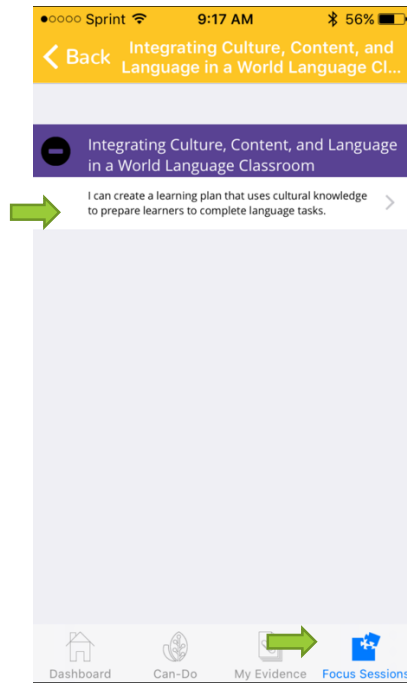 Sprint 9:17 AM 56%
Back Integrating Culture, Content, and
Language in a World Language Cl...
Integrating Culture, Content, and Language
in a World Language Classroom
I can create a learning plan that uses cultural knowledge
to prepare learners to complete language tasks.
Dashboard Can-Do My Evidence Focus Sessions